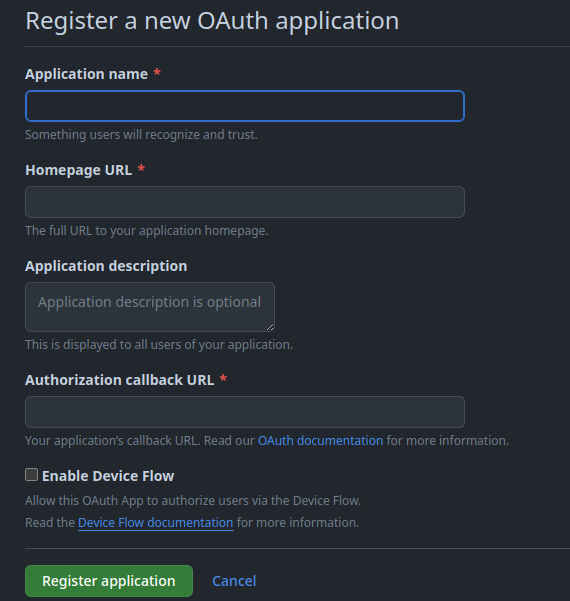 Register a new OAuth application
Application name *
Something users will recognize and trust.
Homepage URL *
The full URL to your application homepage.
Application description
Application description is optional
This is displayed to all users of your application.
Authorization callback URL *
Your application’s callback URL. Read our OAuth documentation for more information.
Enable Device Flow
Allow this OAuth App to authorize users via the Device Flow.
Read the Device Flow documentation for more information.
Register application Cancel